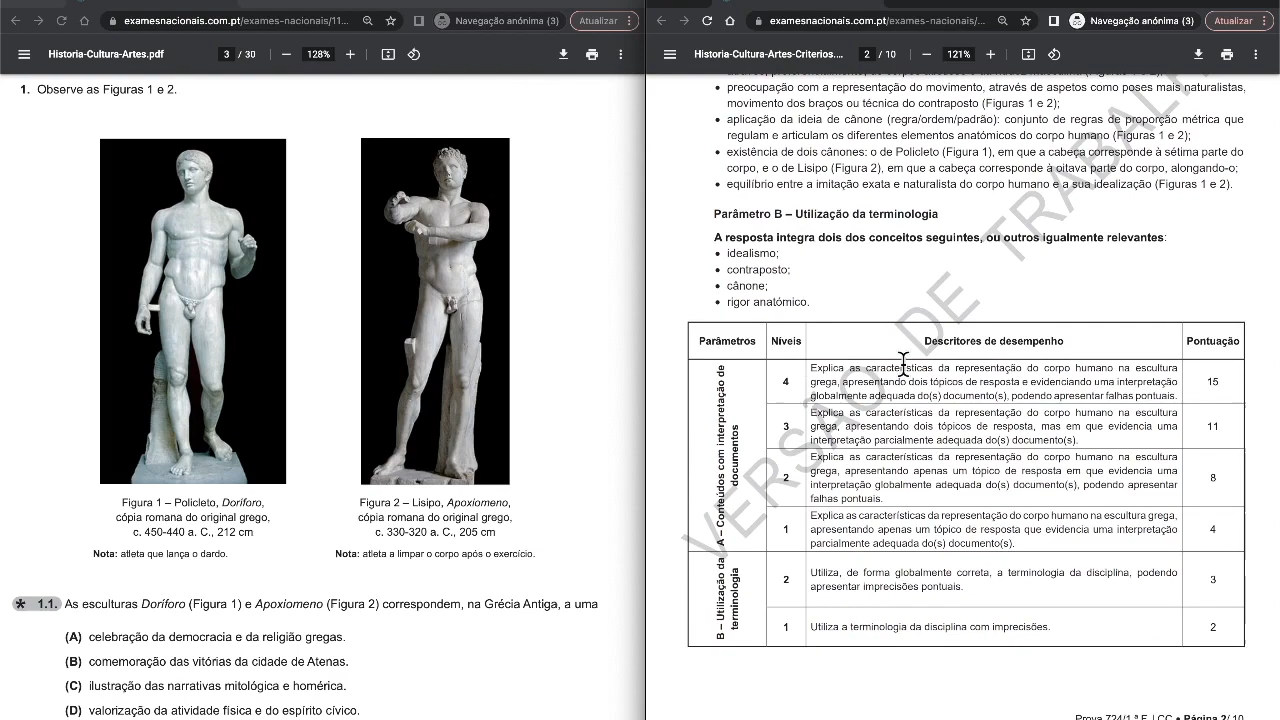 examesnacionais.com.pt/exames-nacionais/11...
Navegação anónima (3)
Atualizar
Historia-Cultura-Artes.pdf
3 / 30
128%
1. Observe as Figuras 1 e 2.
Figura 1 – Policleto, Doríforo,
cópia romana do original grego,
c. 450-440 a. C., 212 cm
Nota: atleta que lança o dardo.
Figura 2 – Lisipo, Apoxiomeno,
cópia romana do original grego,
c. 330-320 a. C., 205 cm
Nota: atleta a limpar o corpo após o exercício.
* 1.1. As esculturas Doríforo (Figura 1) e Apoxiomeno (Figura 2) correspondem, na Grécia Antiga, a uma
(A) celebração da democracia e da religião gregas.
(B) comemoração das vitórias da cidade de Atenas.
(C) ilustração das narrativas mitológica e homérica.
(D) valorização da atividade física e do espírito cívico.
examesnacionais.com.pt/exames-nacionais/...
Navegação anónima (3)
Atualizar
Historia-Cultura-Artes-Criterios....
2 / 10
121%
• preocupação com a representação do movimento, através de aspetos como poses mais naturalistas,
movimento dos braços ou técnica do contraposto (Figuras 1 e 2);
• aplicação da ideia de cânone (regra/ordem/padrão): conjunto de regras de proporção métrica que
regulam e articulam os diferentes elementos anatómicos do corpo humano (Figuras 1 e 2);
• existência de dois cânones: o de Policleto (Figura 1), em que a cabeça corresponde à sétima parte do
corpo, e o de Lisipo (Figura 2), em que a cabeça corresponde à oitava parte do corpo, alongando-o;
• equilíbrio entre a imitação exata e naturalista do corpo humano e a sua idealização (Figuras 1 e 2).
Parâmetro B – Utilização da terminologia
A resposta integra dois dos conceitos seguintes, ou outros igualmente relevantes:
• idealismo;
• contraposto;
• cânone;
• rigor anatómico.
VERSÃO DE TRABALH
Parâmetros
Níveis
Descritores de desempenho
Pontuação
A – Conteúdos com interpretação de
documentos
4
Explica as características da representação do corpo humano na escultura
grega, apresentando dois tópicos de resposta e evidenciando uma interpretação
globalmente adequada do(s) documento(s), podendo apresentar falhas pontuais.
15
3
Explica as características da representação do corpo humano na escultura
grega, apresentando dois tópicos de resposta, mas em que evidencia uma
interpretação parcialmente adequada do(s) documento(s).
11
2
Explica as características da representação do corpo humano na escultura
grega, apresentando apenas um tópico de resposta em que evidencia uma
interpretação globalmente adequada do(s) documento(s), podendo apresentar
falhas pontuais.
8
1
Explica as características da representação do corpo humano na escultura grega,
apresentando apenas um tópico de resposta que evidencia uma interpretação
parcialmente adequada do(s) documento(s).
4
B – Utilização da
terminologia
2
Utiliza, de forma globalmente correta, a terminologia da disciplina, podendo
apresentar imprecisões pontuais.
3
1
Utiliza a terminologia da disciplina com imprecisões.
2
Prova 724/1.ª F. | CC • Página 2/ 10